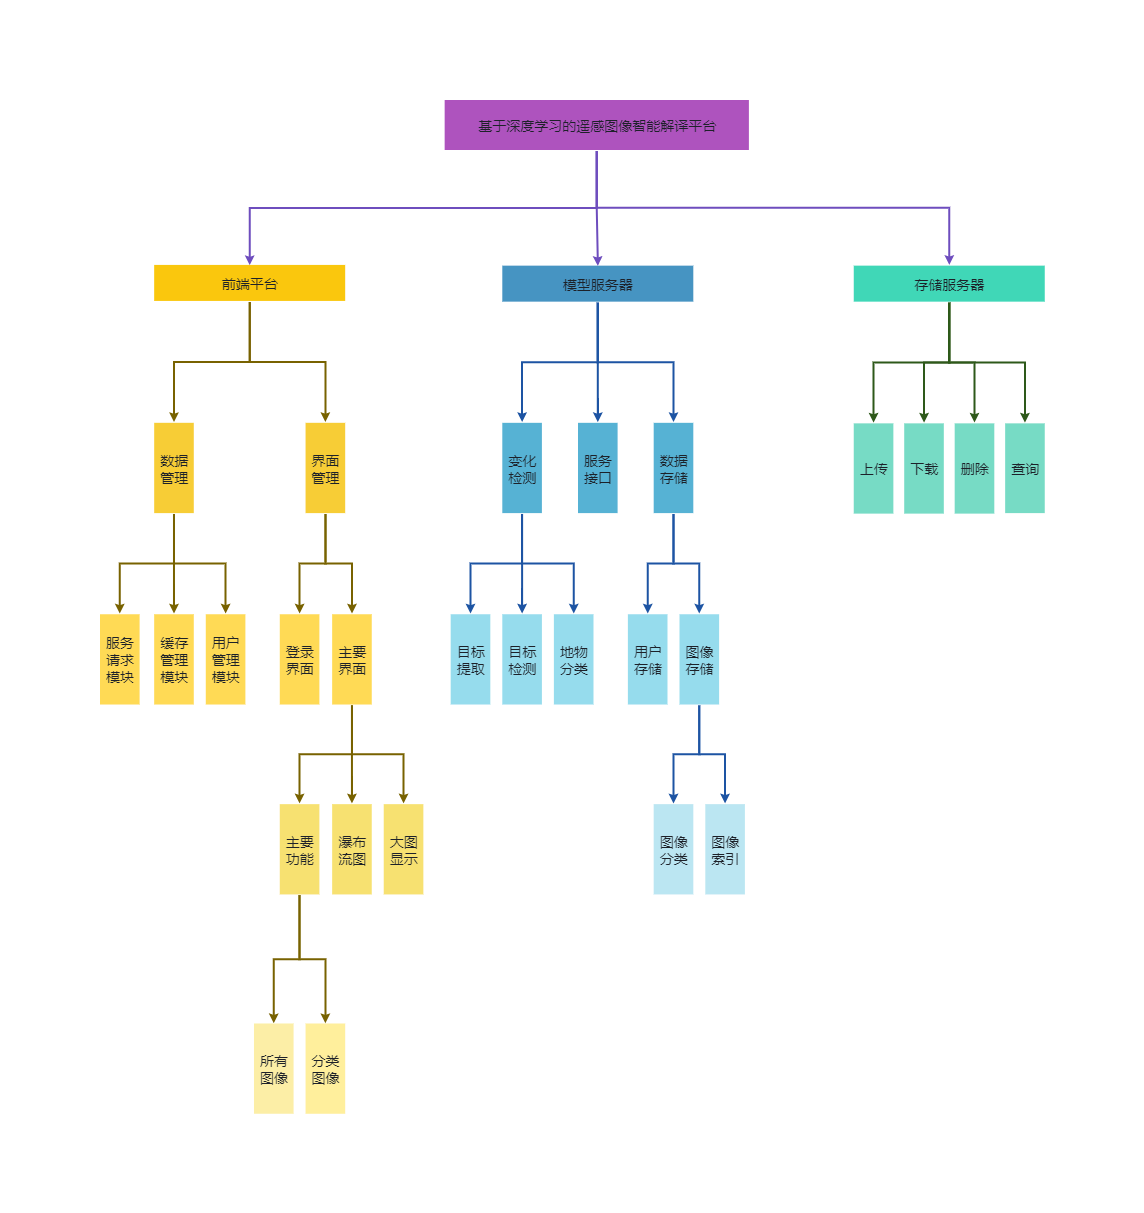 基于深度学习的遥感图像智能解译平台
前端平台
模型服务器
存储服务器
数据
管理
界面
管理
变化
检测
服务
接口
数据
存储
上传
下载
删除
查询
服务
请求
模块
缓存
管理
模块
用户
管理
模块
登录
界面
主要
界面
目标
提取
目标
检测
地物
分类
用户
存储
图像
存储
主要
功能
瀑布
流图
大图
显示
图像
分类
图像
索引
所有
图像
分类
图像